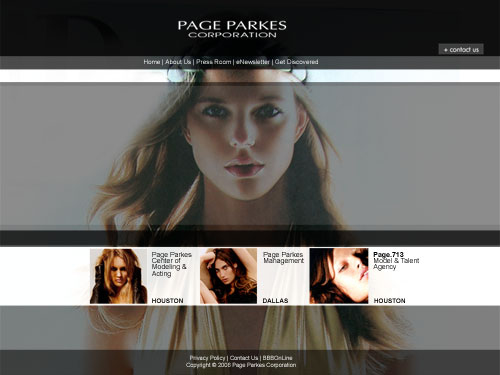 PAGE PARKES
CORPORATION
+ contact us
Home | About Us | Press Room | eNewsletter | Get Discovered
Page Parkes
Center of
Modeling &
Acting
HOUSTON
Page Parkes
Management
DALLAS
Page.713
Model & Talent
Agency
HOUSTON
Privacy Policy | Contact Us | BBBOnLine
Copyright © 2006 Page Parkes Corporation